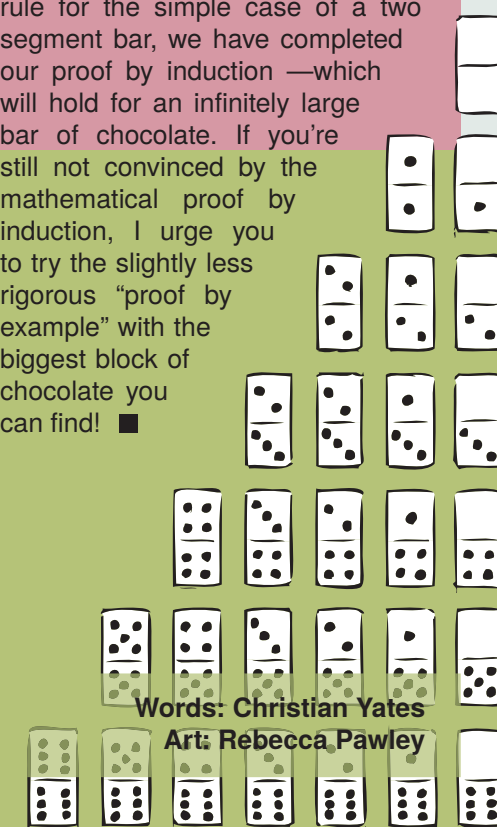 rule for the simple case of a two
segment bar, we have completed
our proof by induction —which
will hold for an infinitely large
bar of chocolate. If you're
still not convinced by the
mathematical proof by
induction, I urge you
to try the slightly less
rigorous “proof by
example” with the
biggest block of
chocolate you
can find! ■
Words: Christian Yates
Art: Rebecca Pawley